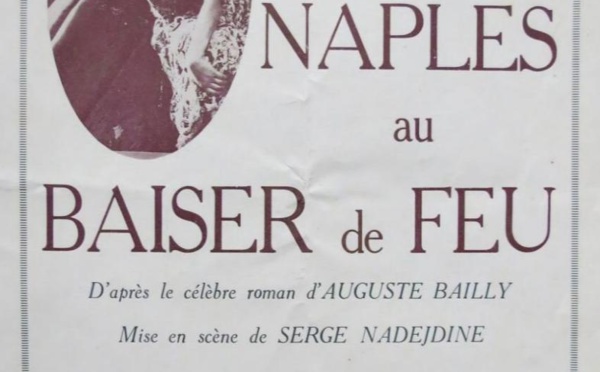 NAPLES
au
BAISER de FEU
D'après le célèbre roman d'AUGUSTE BAILLY
Mise en scène de SERGE NADEJDINE